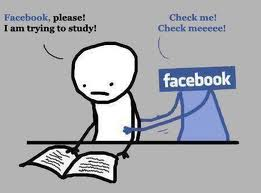 Facebook, please!
I am trying to study!
Check me!
Check meeeee!
facebook